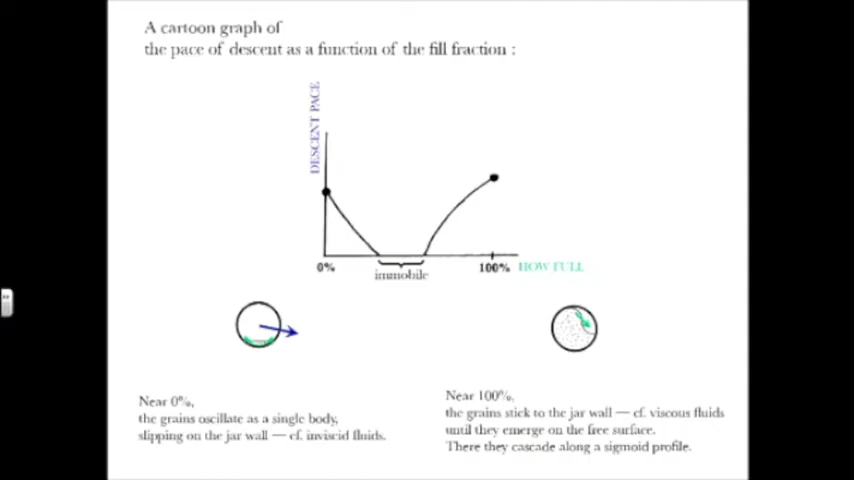 A cartoon graph of
the pace of descent as a function of the fill fraction :
DESCENT PACE
0%
immobile
100%
HOW FULL
Near 0%,
the grains oscillate as a single body,
slipping on the jar wall — cf. inviscid fluids.
Near 100%,
the grains stick to the jar wall — cf. viscous fluids
until they emerge on the free surface.
There they cascade along a sigmoid profile.